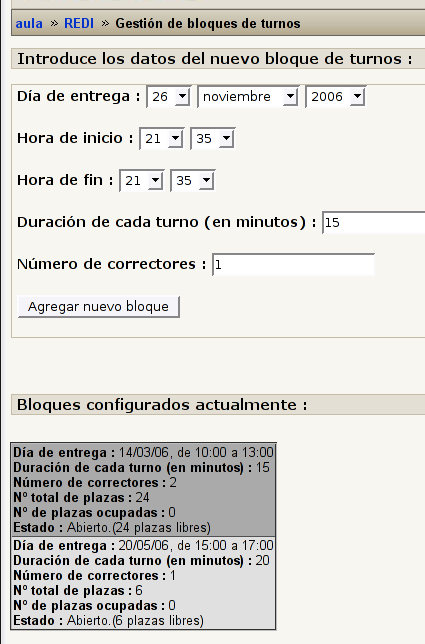 aula » REDI » Gestión de bloques de turnos
Introduce los datos del nuevo bloque de turnos :
Día de entrega : 26 noviembre 2006
Hora de inicio : 21 35
Hora de fin : 21 35
Duración de cada turno (en minutos) : 15
Número de correctores : 1
Agregar nuevo bloque
Bloques configurados actualmente :
Día de entrega : 14/03/06, de 10:00 a 13:00
Duración de cada turno (en minutos) : 15
Número de correctores : 2
Nº total de plazas : 24
Nº de plazas ocupadas : 0
Estado : Abierto.(24 plazas libres)
Día de entrega : 20/05/06, de 15:00 a 17:00
Duración de cada turno (en minutos) : 20
Número de correctores : 1
Nº total de plazas : 6
Nº de plazas ocupadas : 0
Estado : Abierto.(6 plazas libres)